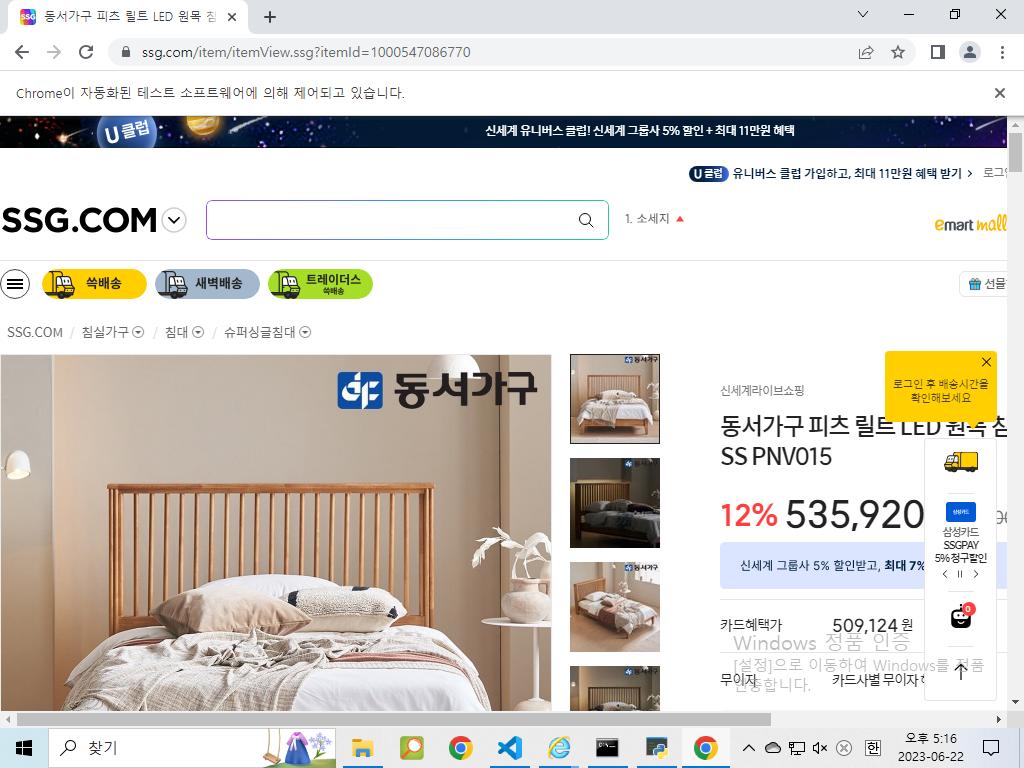 동서가구 피츠 릴트 LED 원목 침
ssg.com/item/itemView.ssg?itemId=1000547086770
Chrome이 자동화된 테스트 소프트웨어에 의해 제어되고 있습니다.
U 클럽
신세계 유니버스 클럽! 신세계 그룹사 5% 할인 + 최대 11만원 혜택
U 클럽 유니버스 클럽 가입하고, 최대 11만원 혜택 받기 >
SSG.COM
1. 소세지
emart mall
쓱배송
새벽배송
트레이더스
쓱배송
선물
SSG.COM / 침실가구 / 침대 / 슈퍼싱글침대
동서가구
로그인 후 배송시간을
확인해보세요
신세계라이브쇼핑
동서가구 피츠 릴트 LED 원목 침
SS PNV015
12% 535,920
삼성카드
삼성카드
SSGPAY
5% 청구할인
신세계 그룹사 5% 할인받고, 최대 7%
0
카드혜택가 509,124 원
Windows 정품 인증
[설정]으로 이동하여 Windows를 정품
인증합니다.
무이자 카드사별 무이자
찾기
한
오후 5:16
2023-06-22